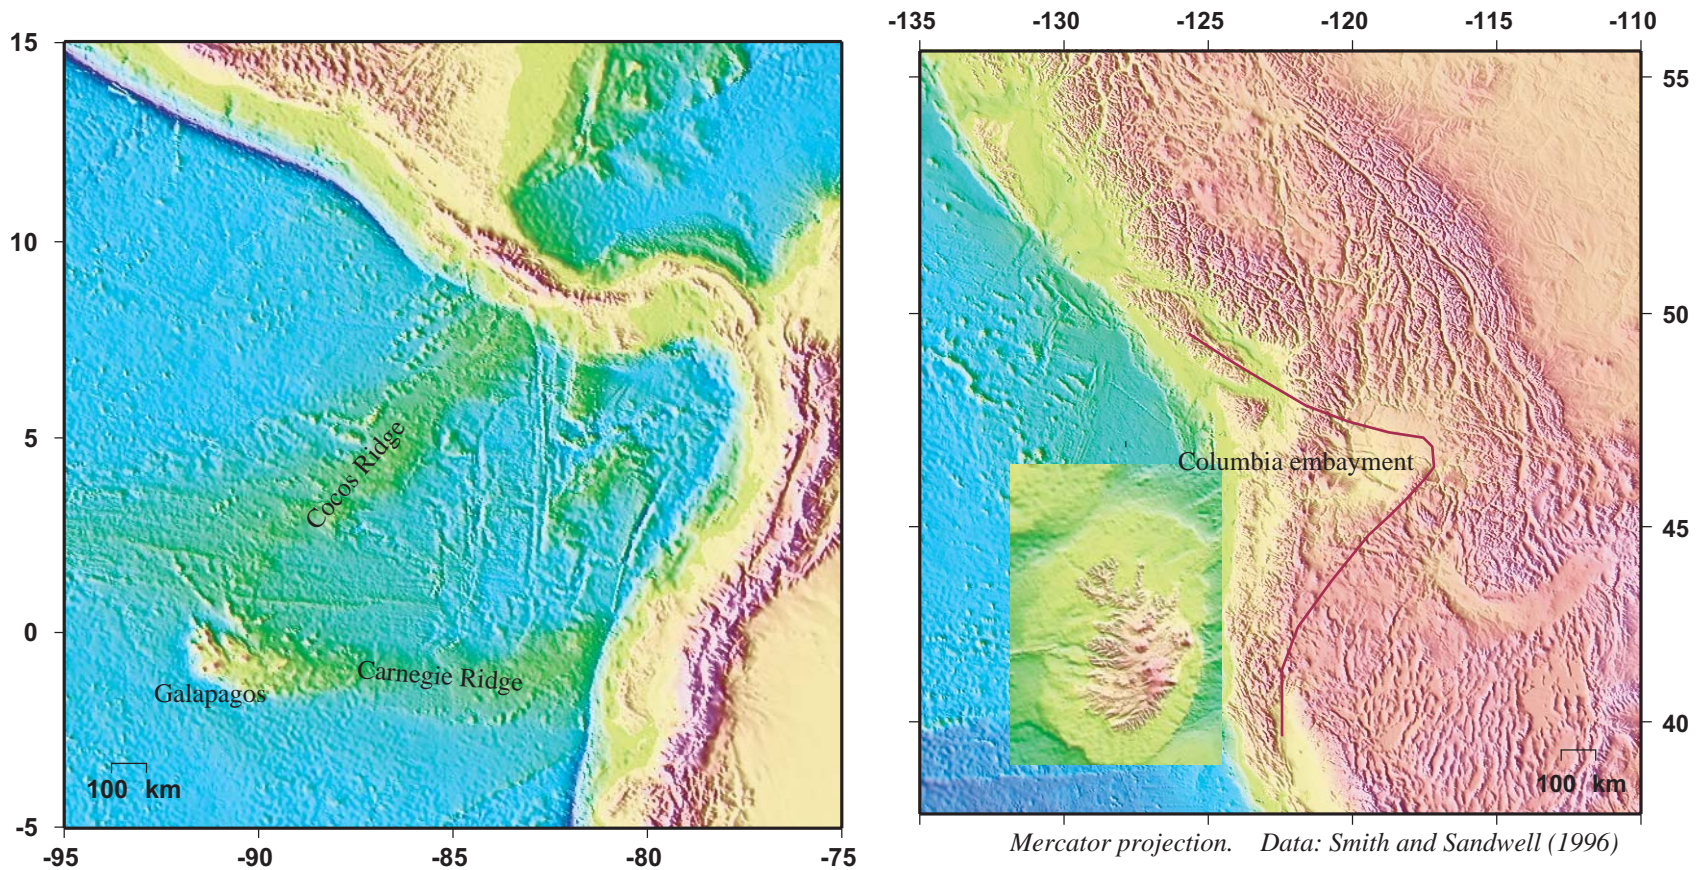 -135 -130 -125 -120 -115 -110
15
55
10
50
5
Cocos Ridge
Columbia embayment
45
0
Carnegie Ridge
Galapagos
40
100 km
100 km
-5
Mercator projection. Data: Smith and Sandwell (1996)
-95 -90 -85 -80 -75